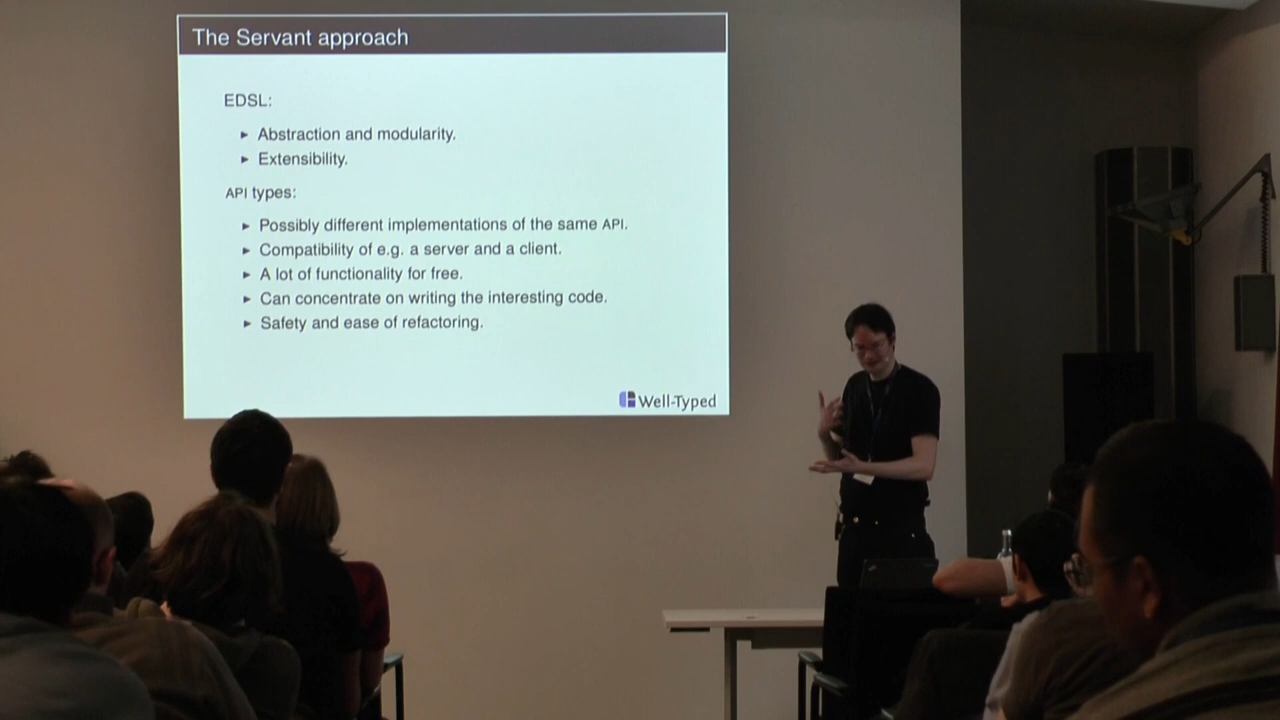 The Servant approach
EDSL:
► Abstraction and modularity.
► Extensibility.
API types:
► Possibly different implementations of the same API.
► Compatibility of e.g. a server and a client.
► A lot of functionality for free.
► Can concentrate on writing the interesting code.
► Safety and ease of refactoring.
Well-Typed